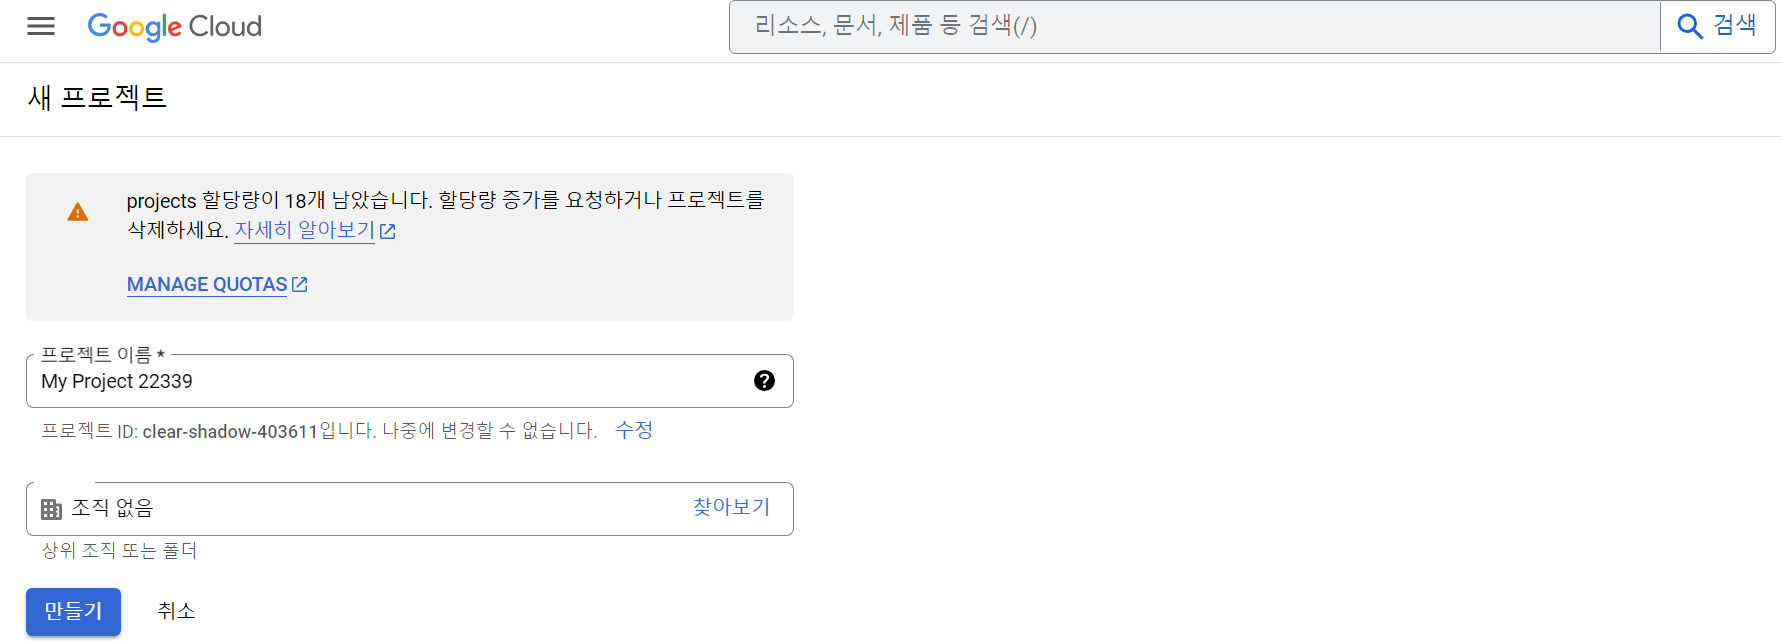 Google Cloud
리소스, 문서, 제품 등 검색(/)
검색
새 프로젝트
projects 할당량이 18개 남았습니다. 할당량 증가를 요청하거나 프로젝트를
삭제하세요. 자세히 알아보기
MANAGE QUOTAS
프로젝트 이름 *
My Project 22339
프로젝트 ID: clear-shadow-403611입니다. 나중에 변경할 수 없습니다. 수정
조직 없음 찾아보기
상위 조직 또는 폴더
만들기 취소